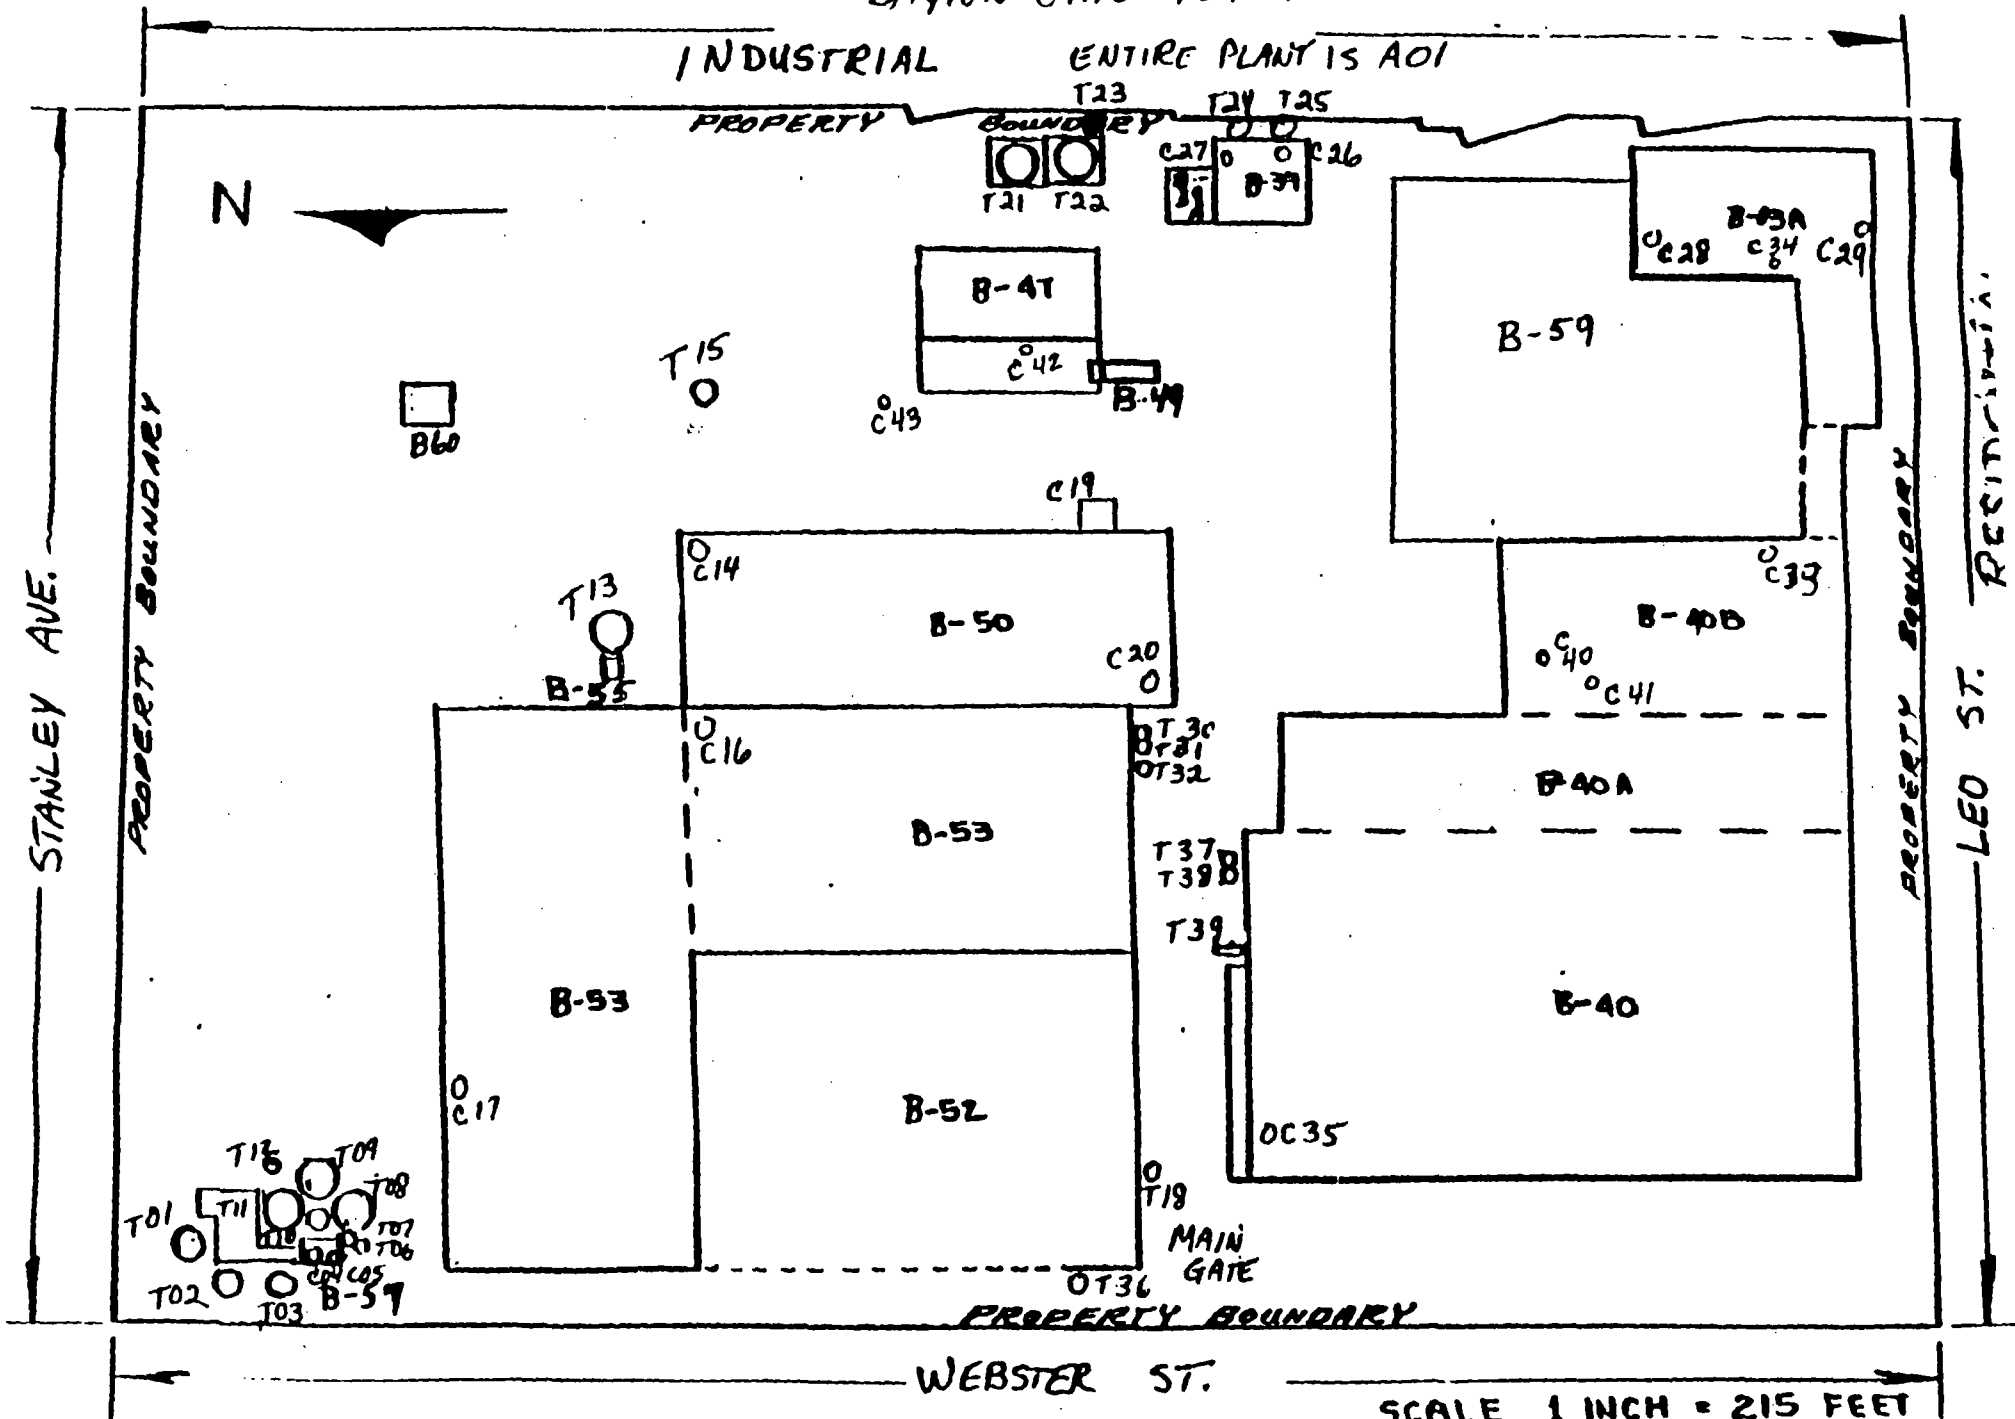 INDUSTRIAL ENTIRE PLANT IS A01
T23
T24 T25
PROPERTY BOUNDARY
C27 C26
B-39
N
T21 T22
B-03A
C28 C34 C29
B-47
B-59
T15
C42
B-49
C43
B60
PROPERTY BOUNDARY
C19
C14
C33
T13
B-50
B-40B
C20
C40
C41
B-55
STANLEY AVE.
PROPERTY BOUNDARY
LEO ST.
C16
T30
T31
T32
B-40A
B-53
T37
T38
T39
B-53
B-40
C17
B-52
C35
T09
T08
T11
T18
T01
T07
T06
MAIN
GATE
C04 C05
T02
T03
T36
PROPERTY BOUNDARY
WEBSTER ST.
SCALE 1 INCH = 215 FEET